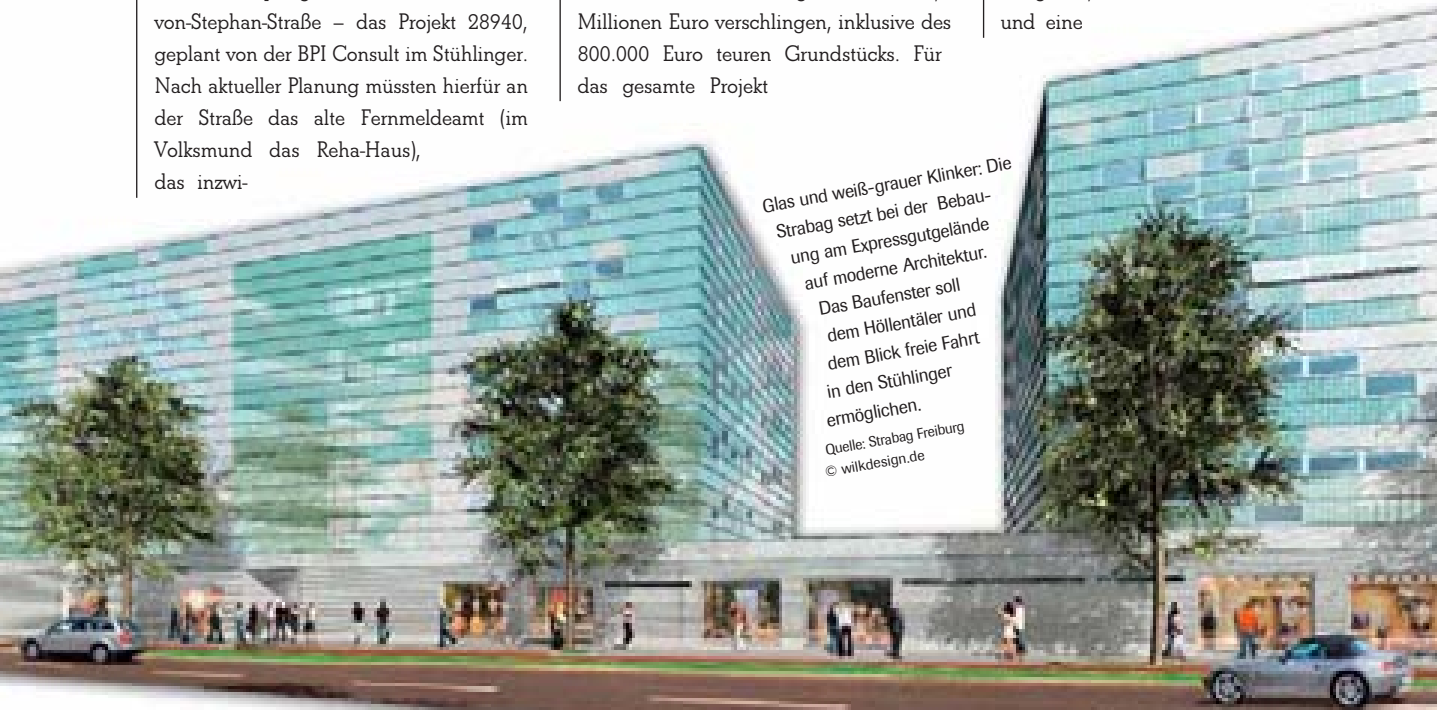 von-Stephan-Straße – das Projekt 28940,
geplant von der BPI Consult im Stühlinger.
Nach aktueller Planung müssten hierfür an
der Straße das alte Fernmeldeamt (im
Volksmund das Reha-Haus),
das inzwi-
Millionen Euro verschlingen, inklusive des
800.000 Euro teuren Grundstücks. Für
das gesamte Projekt
und eine
Glas und weiß-grauer Klinker: Die
Strabag setzt bei der Bebau-
ung am Expressgutgelände
auf moderne Architektur.
Das Baufenster soll
dem Höllentäler und
dem Blick freie Fahrt
in den Stühlinger
ermöglichen.
Quelle: Strabag Freiburg
© wilkdesign.de